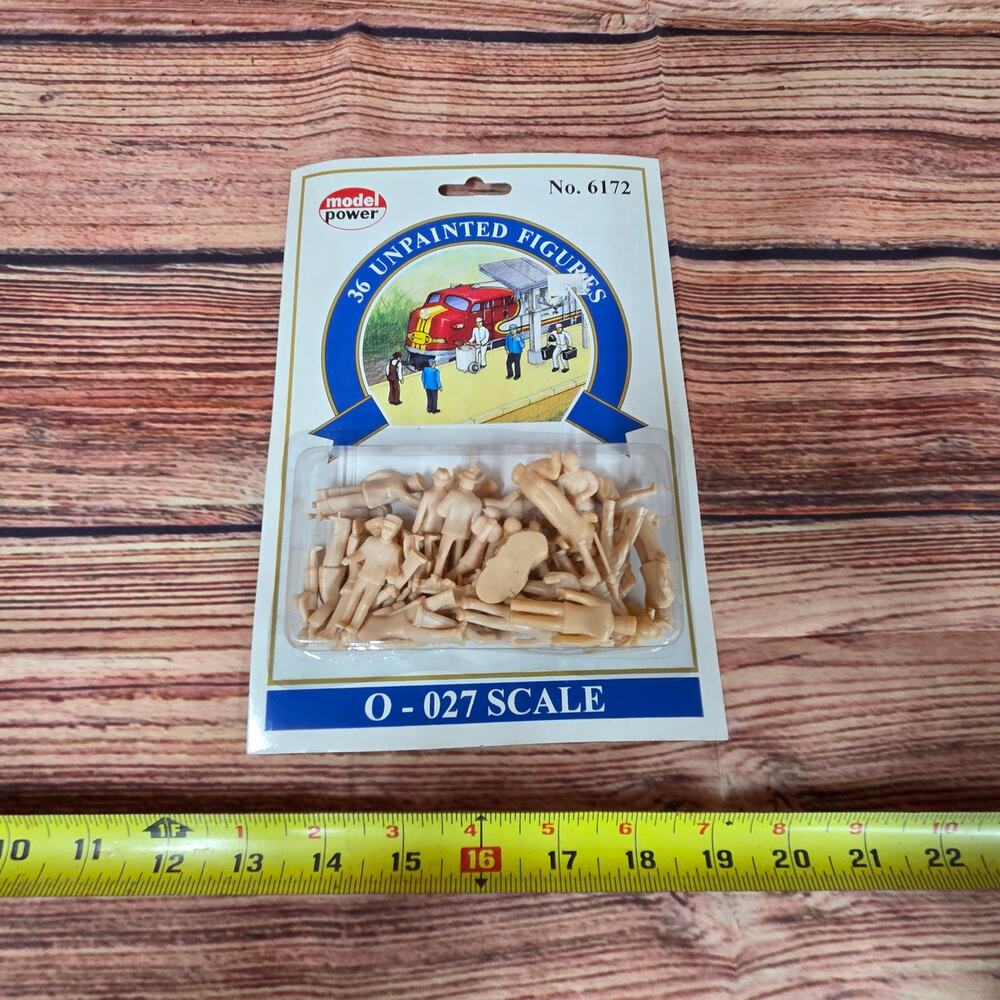 model
power
No. 6172
36 UNPAINTED FIGURES
O - 027 SCALE
1F 1 2 3 4 5 6 7 8 9 10
10 11 12 13 14 15 16 17 18 19 20 21 22